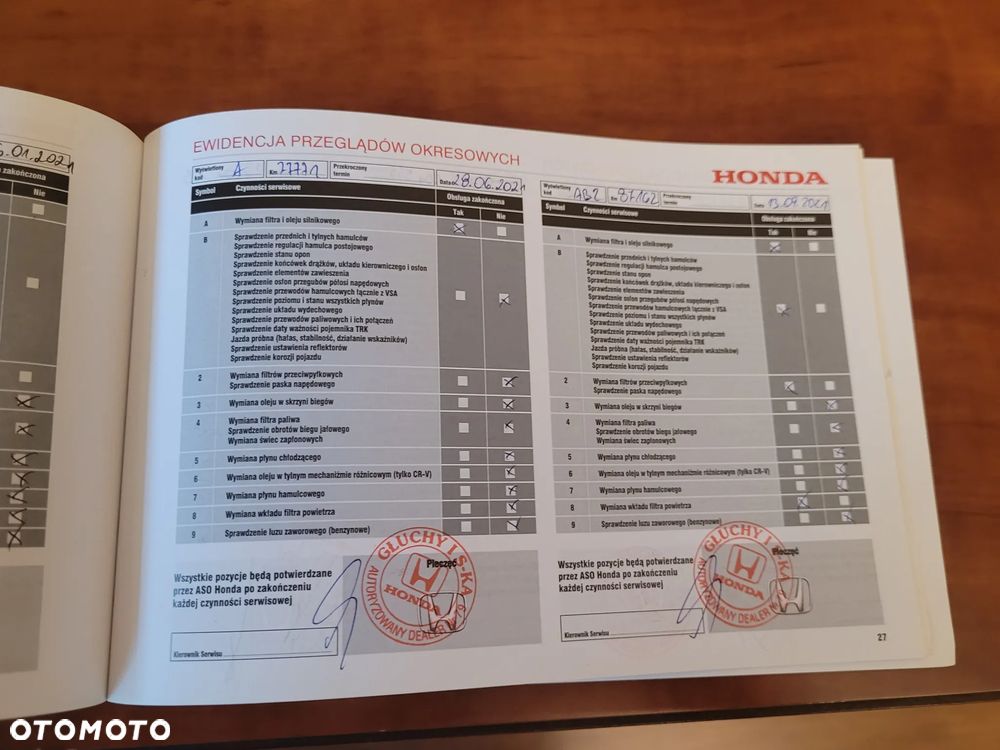 5.01.2021
zakończona
Nie
EWIDENCJA PRZEGLĄDÓW OKRESOWYCH
Wyświetlony kod A Km 77771 Przekroczony termin Data 28.06.2021
Symbol Czynności serwisowe Obsługa zakończona
Tak Nie
A Wymiana filtra i oleju silnikowego
B Sprawdzenie przednich i tylnych hamulców
Sprawdzenie regulacji hamulca postojowego
Sprawdzenie stanu opon
Sprawdzenie końcówek drążków, układu kierowniczego i osłon
Sprawdzenie elementów zawieszenia
Sprawdzenie osłon przegubów półosi napędowych
Sprawdzenie przewodów hamulcowych łącznie z VSA
Sprawdzenie poziomu i stanu wszystkich płynów
Sprawdzenie układu wydechowego
Sprawdzenie przewodów paliwowych i ich połączeń
Sprawdzenie daty ważności pojemnika TRK
Jazda próbna (hałas, stabilność, działanie wskaźników)
Sprawdzenie ustawienia reflektorów
Sprawdzenie korozji pojazdu
2 Wymiana filtrów przeciwpyłkowych
Sprawdzenie paska napędowego
3 Wymiana oleju w skrzyni biegów
4 Wymiana filtra paliwa
Sprawdzenie obrotów biegu jałowego
Wymiana świec zapłonowych
5 Wymiana płynu chłodzącego
6 Wymiana oleju w tylnym mechanizmie różnicowym (tylko CR-V)
7 Wymiana płynu hamulcowego
8 Wymiana wkładu filtra powietrza
9 Sprawdzenie luzu zaworowego (benzynowe)
Wszystkie pozycje będą potwierdzane
przez ASO Honda po zakończeniu
każdej czynności serwisowej
Pieczęć
GŁUCHY I S-KA
HONDA
AUTORYZOWANY DEALER
Kierownik Serwisu
HONDA
Wyświetlony kod AB2 Km 87162 Przekroczony termin Data 13.09.2021
Symbol Czynności serwisowe Obsługa zakończona
Tak Nie
A Wymiana filtra i oleju silnikowego
B Sprawdzenie przednich i tylnych hamulców
Sprawdzenie regulacji hamulca postojowego
Sprawdzenie stanu opon
Sprawdzenie końcówek drążków, układu kierowniczego i osłon
Sprawdzenie elementów zawieszenia
Sprawdzenie osłon przegubów półosi napędowych
Sprawdzenie przewodów hamulcowych łącznie z VSA
Sprawdzenie poziomu i stanu wszystkich płynów
Sprawdzenie układu wydechowego
Sprawdzenie przewodów paliwowych i ich połączeń
Sprawdzenie daty ważności pojemnika TRK
Jazda próbna (hałas, stabilność, działanie wskaźników)
Sprawdzenie ustawienia reflektorów
Sprawdzenie korozji pojazdu
2 Wymiana filtrów przeciwpyłkowych
Sprawdzenie paska napędowego
3 Wymiana oleju w skrzyni biegów
4 Wymiana filtra paliwa
Sprawdzenie obrotów biegu jałowego
Wymiana świec zapłonowych
5 Wymiana płynu chłodzącego
6 Wymiana oleju w tylnym mechanizmie różnicowym (tylko CR-V)
7 Wymiana płynu hamulcowego
8 Wymiana wkładu filtra powietrza
9 Sprawdzenie luzu zaworowego (benzynowe)
Wszystkie pozycje będą potwierdzane
przez ASO Honda po zakończeniu
każdej czynności serwisowej
Pieczęć
GŁUCHY I S-KA
HONDA
AUTORYZOWANY DEALER
Kierownik Serwisu
27
OTOMOTO